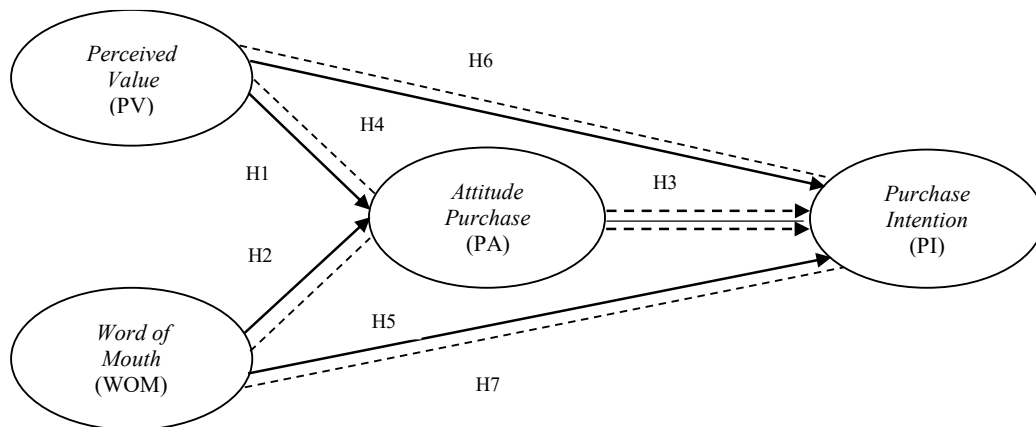 Perceived
Value
(PV)
H6
H4
H1
Attitude
Purchase
(PA)
H3
Purchase
Intention
(PI)
H2
Word of
Mouth
(WOM)
H5
H7